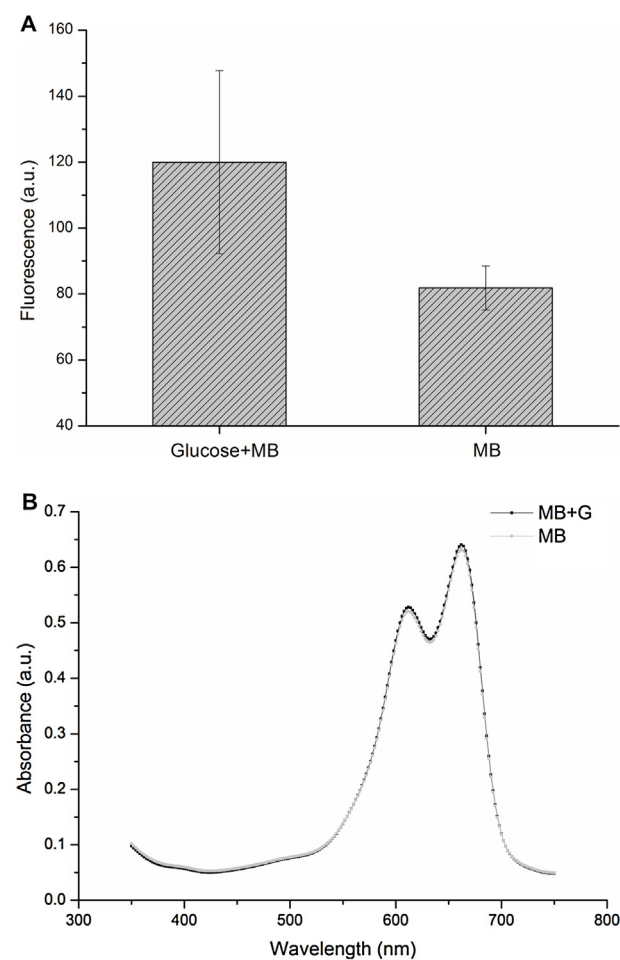 A
160
140
120
100
80
60
40
Fluorescence (a.u.)
Glucose+MB
MB
B
0.7
0.6
0.5
0.4
0.3
0.2
0.1
0.0
Absorbance (a.u.)
MB+G
MB
300
400
500
600
700
800
Wavelength (nm)